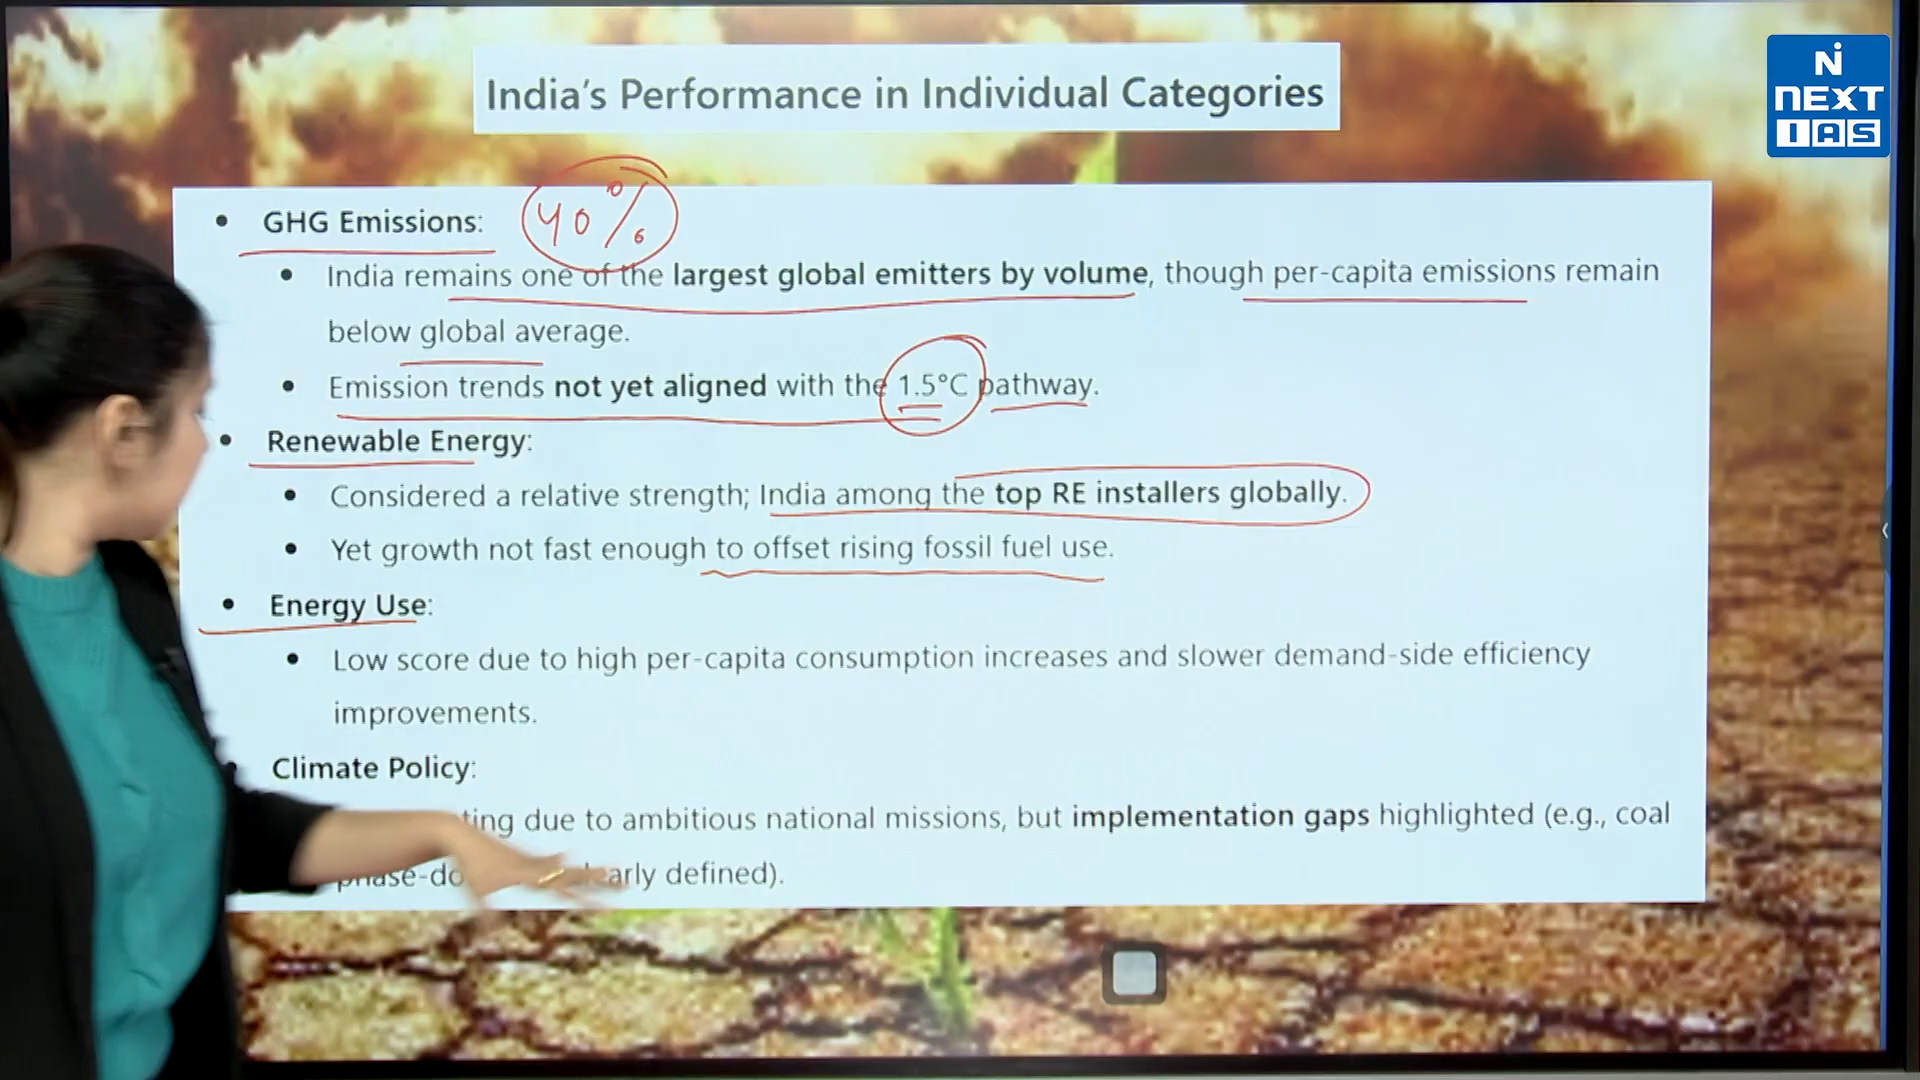 India's Performance in Individual Categories
NEXT
IAS
GHG Emissions: 40%
India remains one of the largest global emitters by volume, though per-capita emissions remain
below global average.
Emission trends not yet aligned with the 1.5°C pathway.
Renewable Energy:
Considered a relative strength; India among the top RE installers globally.
Yet growth not fast enough to offset rising fossil fuel use.
Energy Use:
Low score due to high per-capita consumption increases and slower demand-side efficiency
improvements.
Climate Policy:
due to ambitious national missions, but implementation gaps highlighted (e.g., coal
defined).